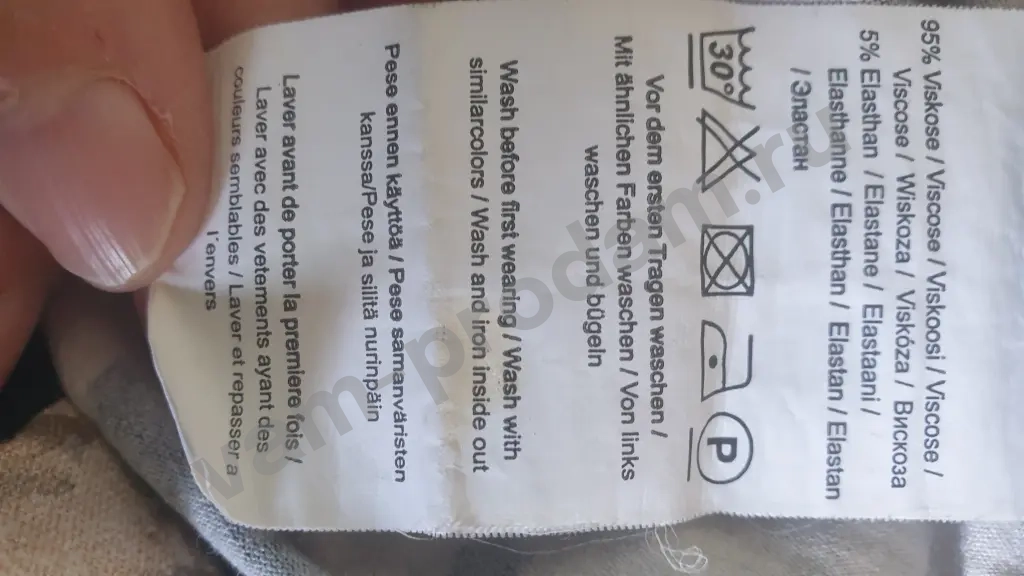 95% Viskose / Viscose / Viskoosi / Viscose /
Viscose / Wiskoza / Viskóza / Вискоза
5% Elasthan / Elastane / Elastaani /
Elasthanne / Elasthan / Elastan / Elastan
/ Эластан
30°
P
Vor dem ersten Tragen waschen /
Mit ähnlichen Farben waschen / Von links
waschen und bügeln
Wash before first wearing / Wash with
similarcolors / Wash and iron inside out
Pese ennen käyttöä / Pese samanväristen
kanssa/Pese ja silitä nurinpäin
Laver avant de porter la premiere fois /
Laver avec des vetements ayant des
couleurs semblables / Laver et repasser a
l'envers
vam-prodam.ru